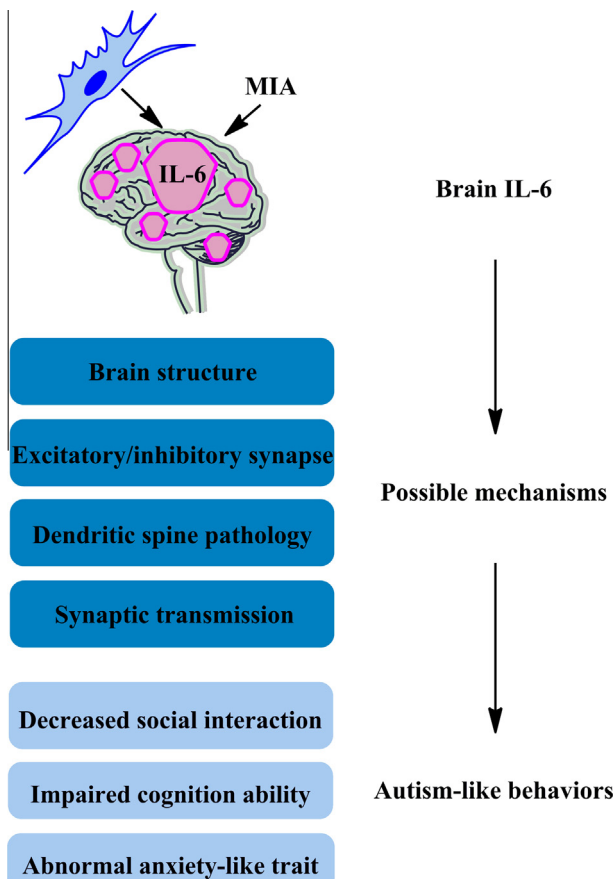 MIA
IL-6
Brain IL-6
Brain structure
Excitatory/inhibitory synapse
Dendritic spine pathology
Synaptic transmission
Possible mechanisms
Decreased social interaction
Impaired cognition ability
Abnormal anxiety-like trait
Autism-like behaviors